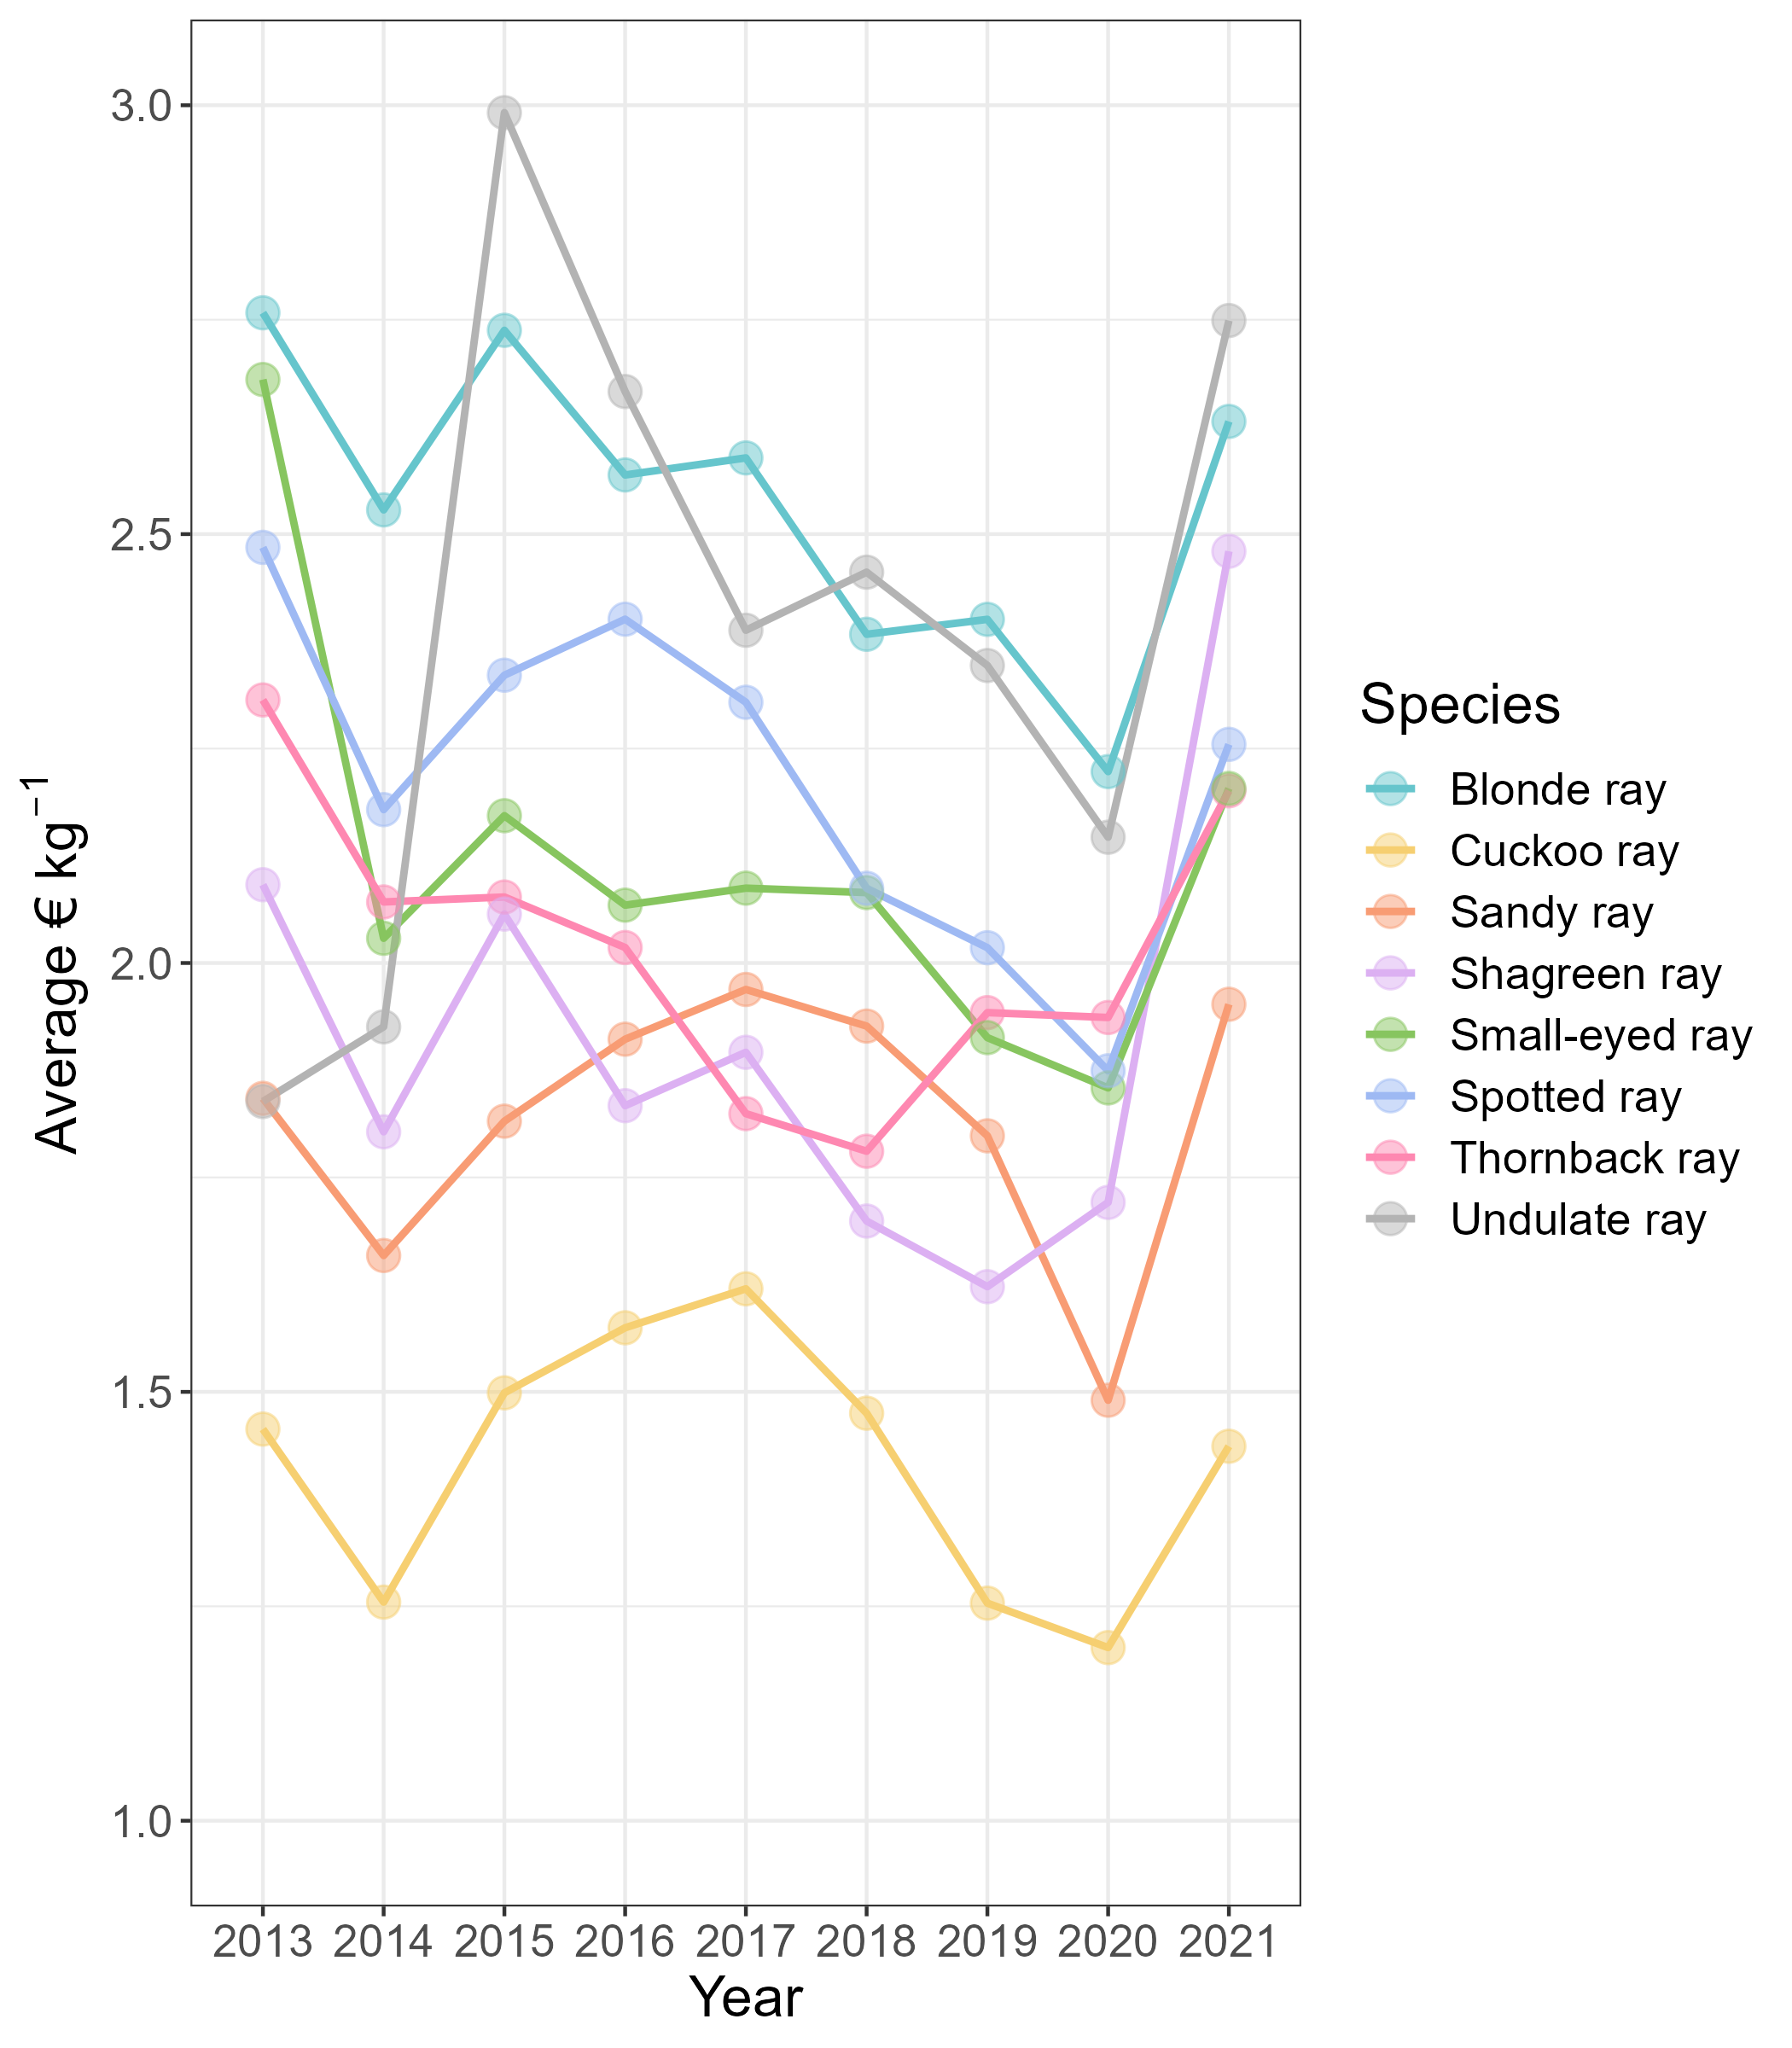 3.0
2.5
2.0
1.5
1.0
Average € kg⁻¹
2013 2014 2015 2016 2017 2018 2019 2020 2021
Year
Species
Blonde ray
Cuckoo ray
Sandy ray
Shagreen ray
Small-eyed ray
Spotted ray
Thornback ray
Undulate ray